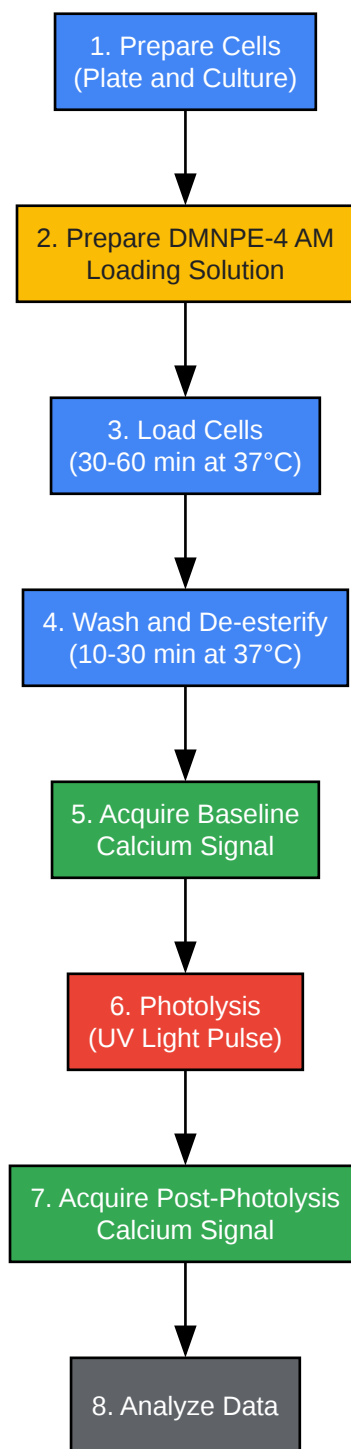 1. Prepare Cells
(Plate and Culture)
2. Prepare DMNPE-4 AM
Loading Solution
3. Load Cells
(30-60 min at 37°C)
4. Wash and De-esterify
(10-30 min at 37°C)
5. Acquire Baseline
Calcium Signal
6. Photolysis
(UV Light Pulse)
7. Acquire Post-Photolysis
Calcium Signal
8. Analyze Data